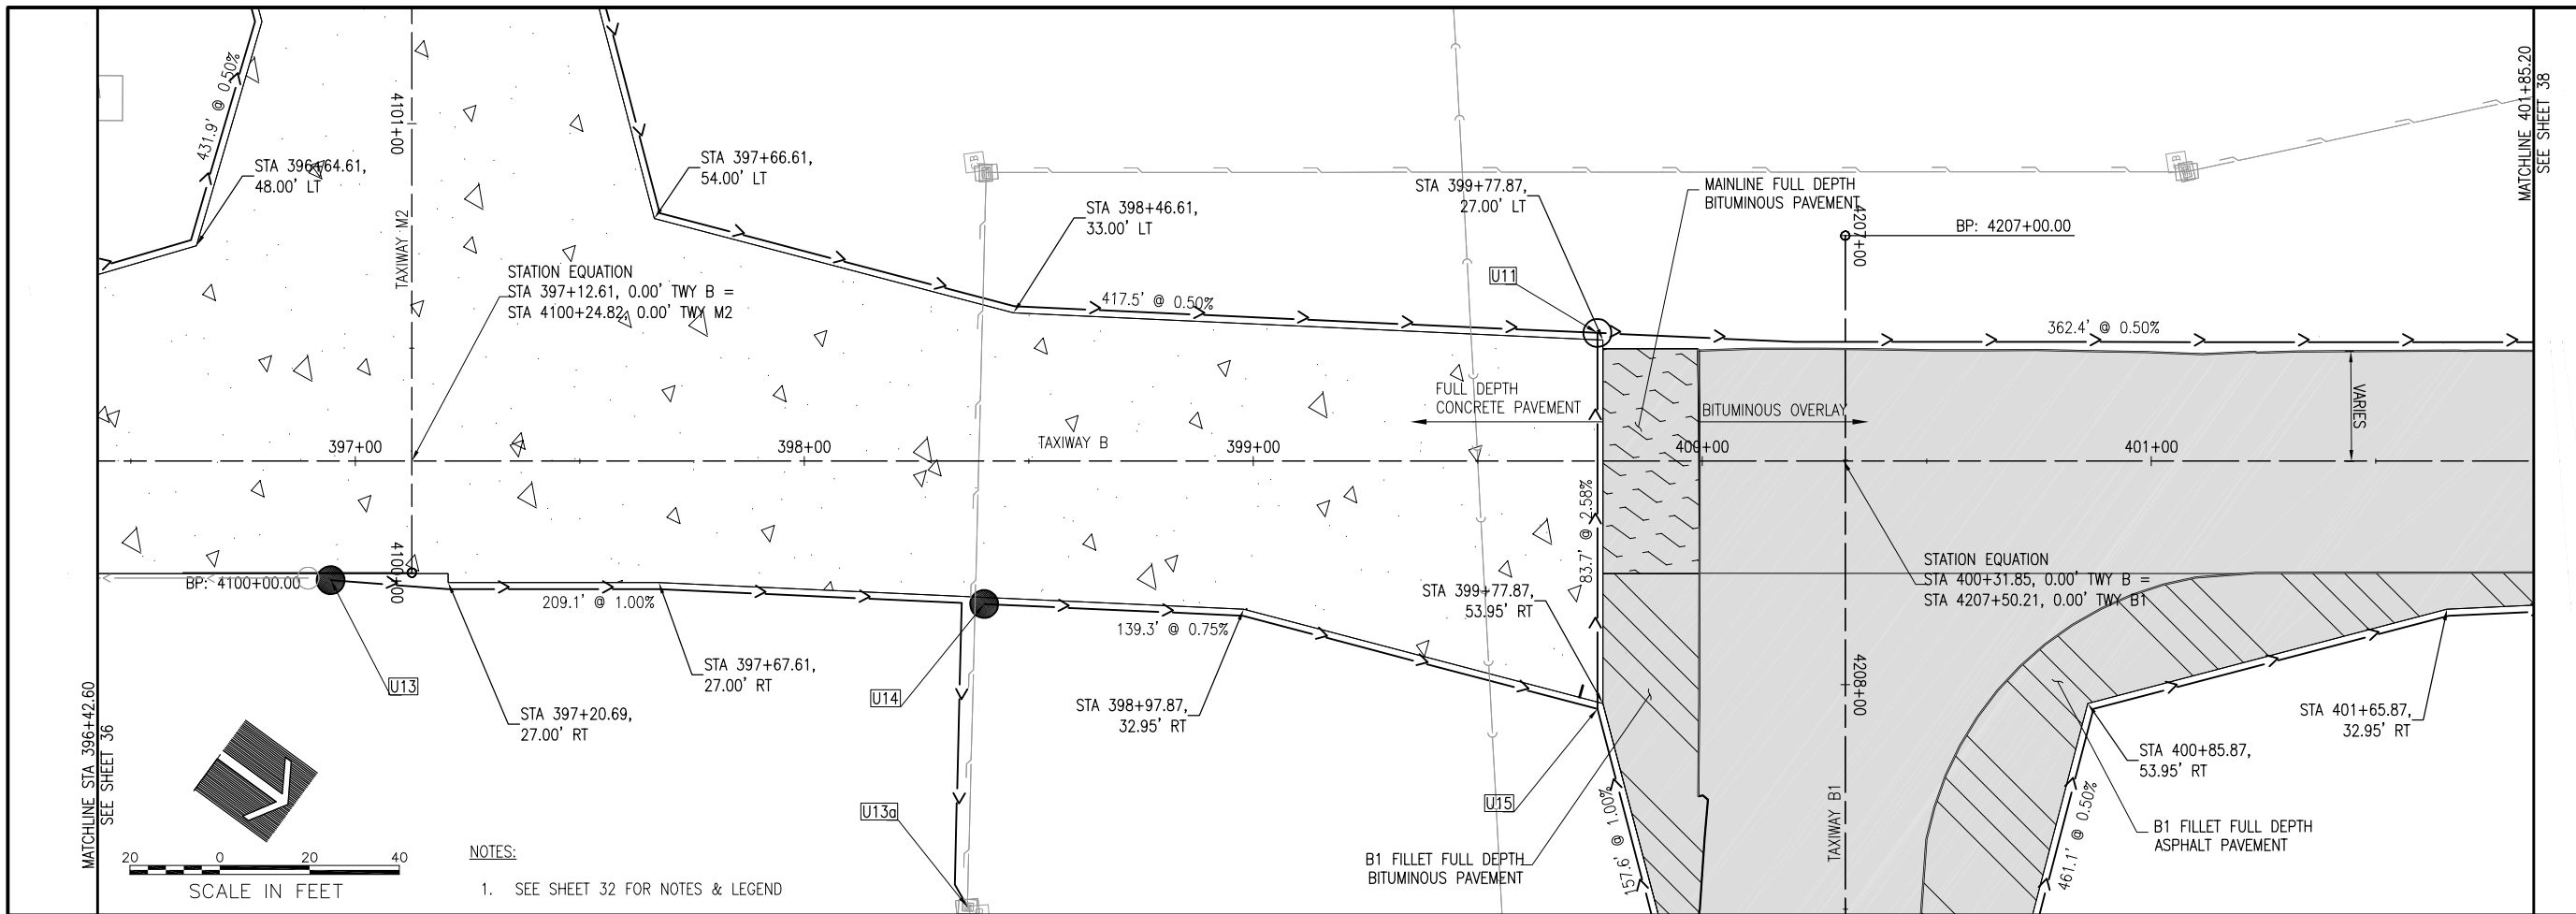 431.9' @ 0.50%
STA 396+64.61,
48.00' LT
4101+00
TAXIWAY M2
STA 397+66.61,
54.00' LT
STATION EQUATION
STA 397+12.61, 0.00' TWY B =
STA 4100+24.82, 0.00' TWY M2
STA 398+46.61,
33.00' LT
417.5' @ 0.50%
STA 399+77.87,
27.00' LT
U11
MAINLINE FULL DEPTH
BITUMINOUS PAVEMENT
4207+00
BP: 4207+00.00
MATCHLINE 401+85.20
SEE SHEET 38
362.4' @ 0.50%
VARIES
FULL DEPTH
CONCRETE PAVEMENT
BITUMINOUS OVERLAY
397+00
398+00
TAXIWAY B
399+00
400+00
401+00
83.7' @ 2.58%
BP: 4100+00.00
4100+00
209.1' @ 1.00%
139.3' @ 0.75%
STA 399+77.87,
53.95' RT
STATION EQUATION
STA 400+31.85, 0.00' TWY B =
STA 4207+50.21, 0.00' TWY B1
U13
STA 397+20.69,
27.00' RT
STA 397+67.61,
27.00' RT
U14
STA 398+97.87,
32.95' RT
4208+00
STA 401+65.87,
32.95' RT
STA 400+85.87,
53.95' RT
MATCHLINE STA 396+42.60
SEE SHEET 36
U13a
U15
157.6' @ 1.00%
TAXIWAY B1
461.1' @ 0.50%
B1 FILLET FULL DEPTH
BITUMINOUS PAVEMENT
B1 FILLET FULL DEPTH
ASPHALT PAVEMENT
20 0 20 40
SCALE IN FEET
NOTES:
1. SEE SHEET 32 FOR NOTES & LEGEND